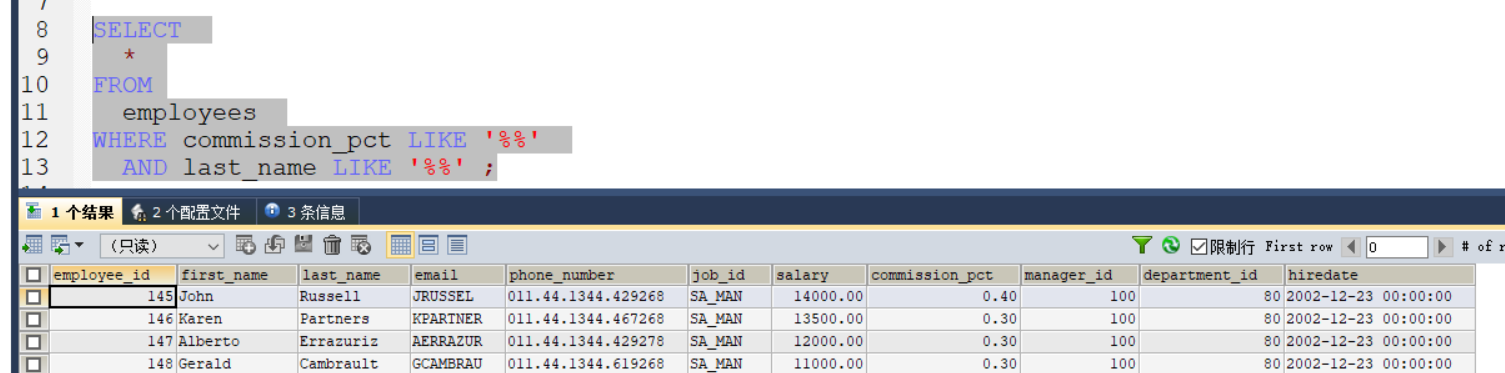 7
8 SELECT
9 *
10 FROM
11 employees
12 WHERE commission_pct LIKE '%%'
13 AND last_name LIKE '%%' ;
1 个结果 2 个配置文件 3 条信息
(只读) 限制行 First row 0 # of r
employee_id first_name last_name email phone_number job_id salary commission_pct manager_id department_id hiredate
145 John Russell JRUSSEL 011.44.1344.429268 SA_MAN 14000.00 0.40 100 80 2002-12-23 00:00:00
146 Karen Partners KPARTNER 011.44.1344.467268 SA_MAN 13500.00 0.30 100 80 2002-12-23 00:00:00
147 Alberto Errazuriz AERRAZUR 011.44.1344.429278 SA_MAN 12000.00 0.30 100 80 2002-12-23 00:00:00
148 Gerald Cambrault GCAMBRAU 011.44.1344.619268 SA_MAN 11000.00 0.30 100 80 2002-12-23 00:00:00